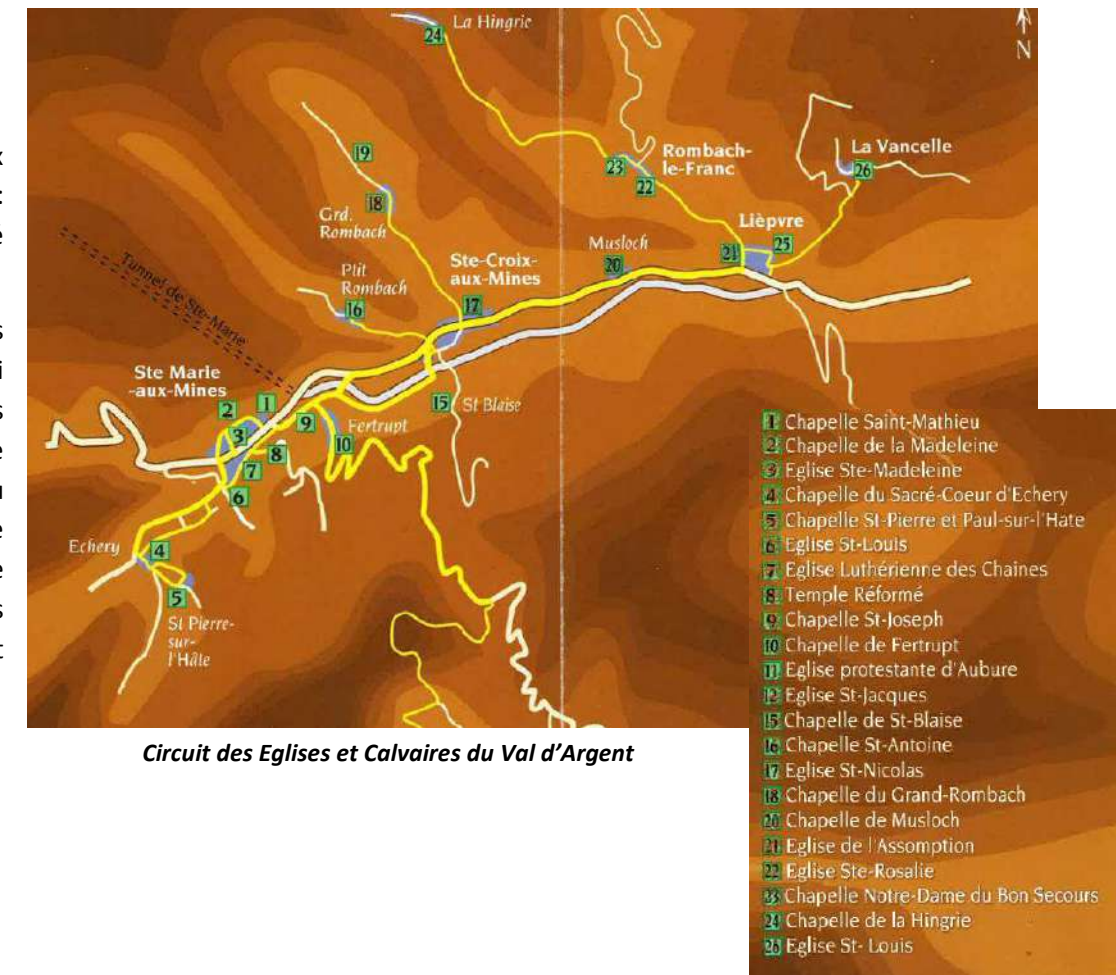 La Hingrie
24
N
x
:
e
19
23
Rombach-
le-Franc
22
La Vancelle
26
18
Grd.
Rombach
Lièpvre
Musloch
21
25
20
Ste-Croix-
aux-Mines
Ptit
Rombach
17
16
Tunnel de Ste-Marie
s
i
s
e
u
e
e
s
t
Ste Marie
-aux-Mines
1
2
3
9
15
St Blaise
Fertrupt
10
8
7
6
Echery
4
5
St Pierre-
sur-
l'Hâte
1 Chapelle Saint-Mathieu
2 Chapelle de la Madeleine
3 Eglise Ste-Madeleine
4 Chapelle du Sacré-Coeur d'Echery
5 Chapelle St-Pierre et Paul-sur-l'Hate
6 Eglise St-Louis
7 Eglise Luthérienne des Chaines
8 Temple Réformé
9 Chapelle St-Joseph
10 Chapelle de Fertrupt
11 Eglise protestante d'Aubure
12 Eglise St-Jacques
15 Chapelle de St-Blaise
16 Chapelle St-Antoine
17 Eglise St-Nicolas
18 Chapelle du Grand-Rombach
20 Chapelle de Musloch
21 Eglise de l'Assomption
22 Eglise Ste-Rosalie
23 Chapelle Notre-Dame du Bon Secours
24 Chapelle de la Hingrie
26 Eglise St- Louis
Circuit des Eglises et Calvaires du Val d'Argent